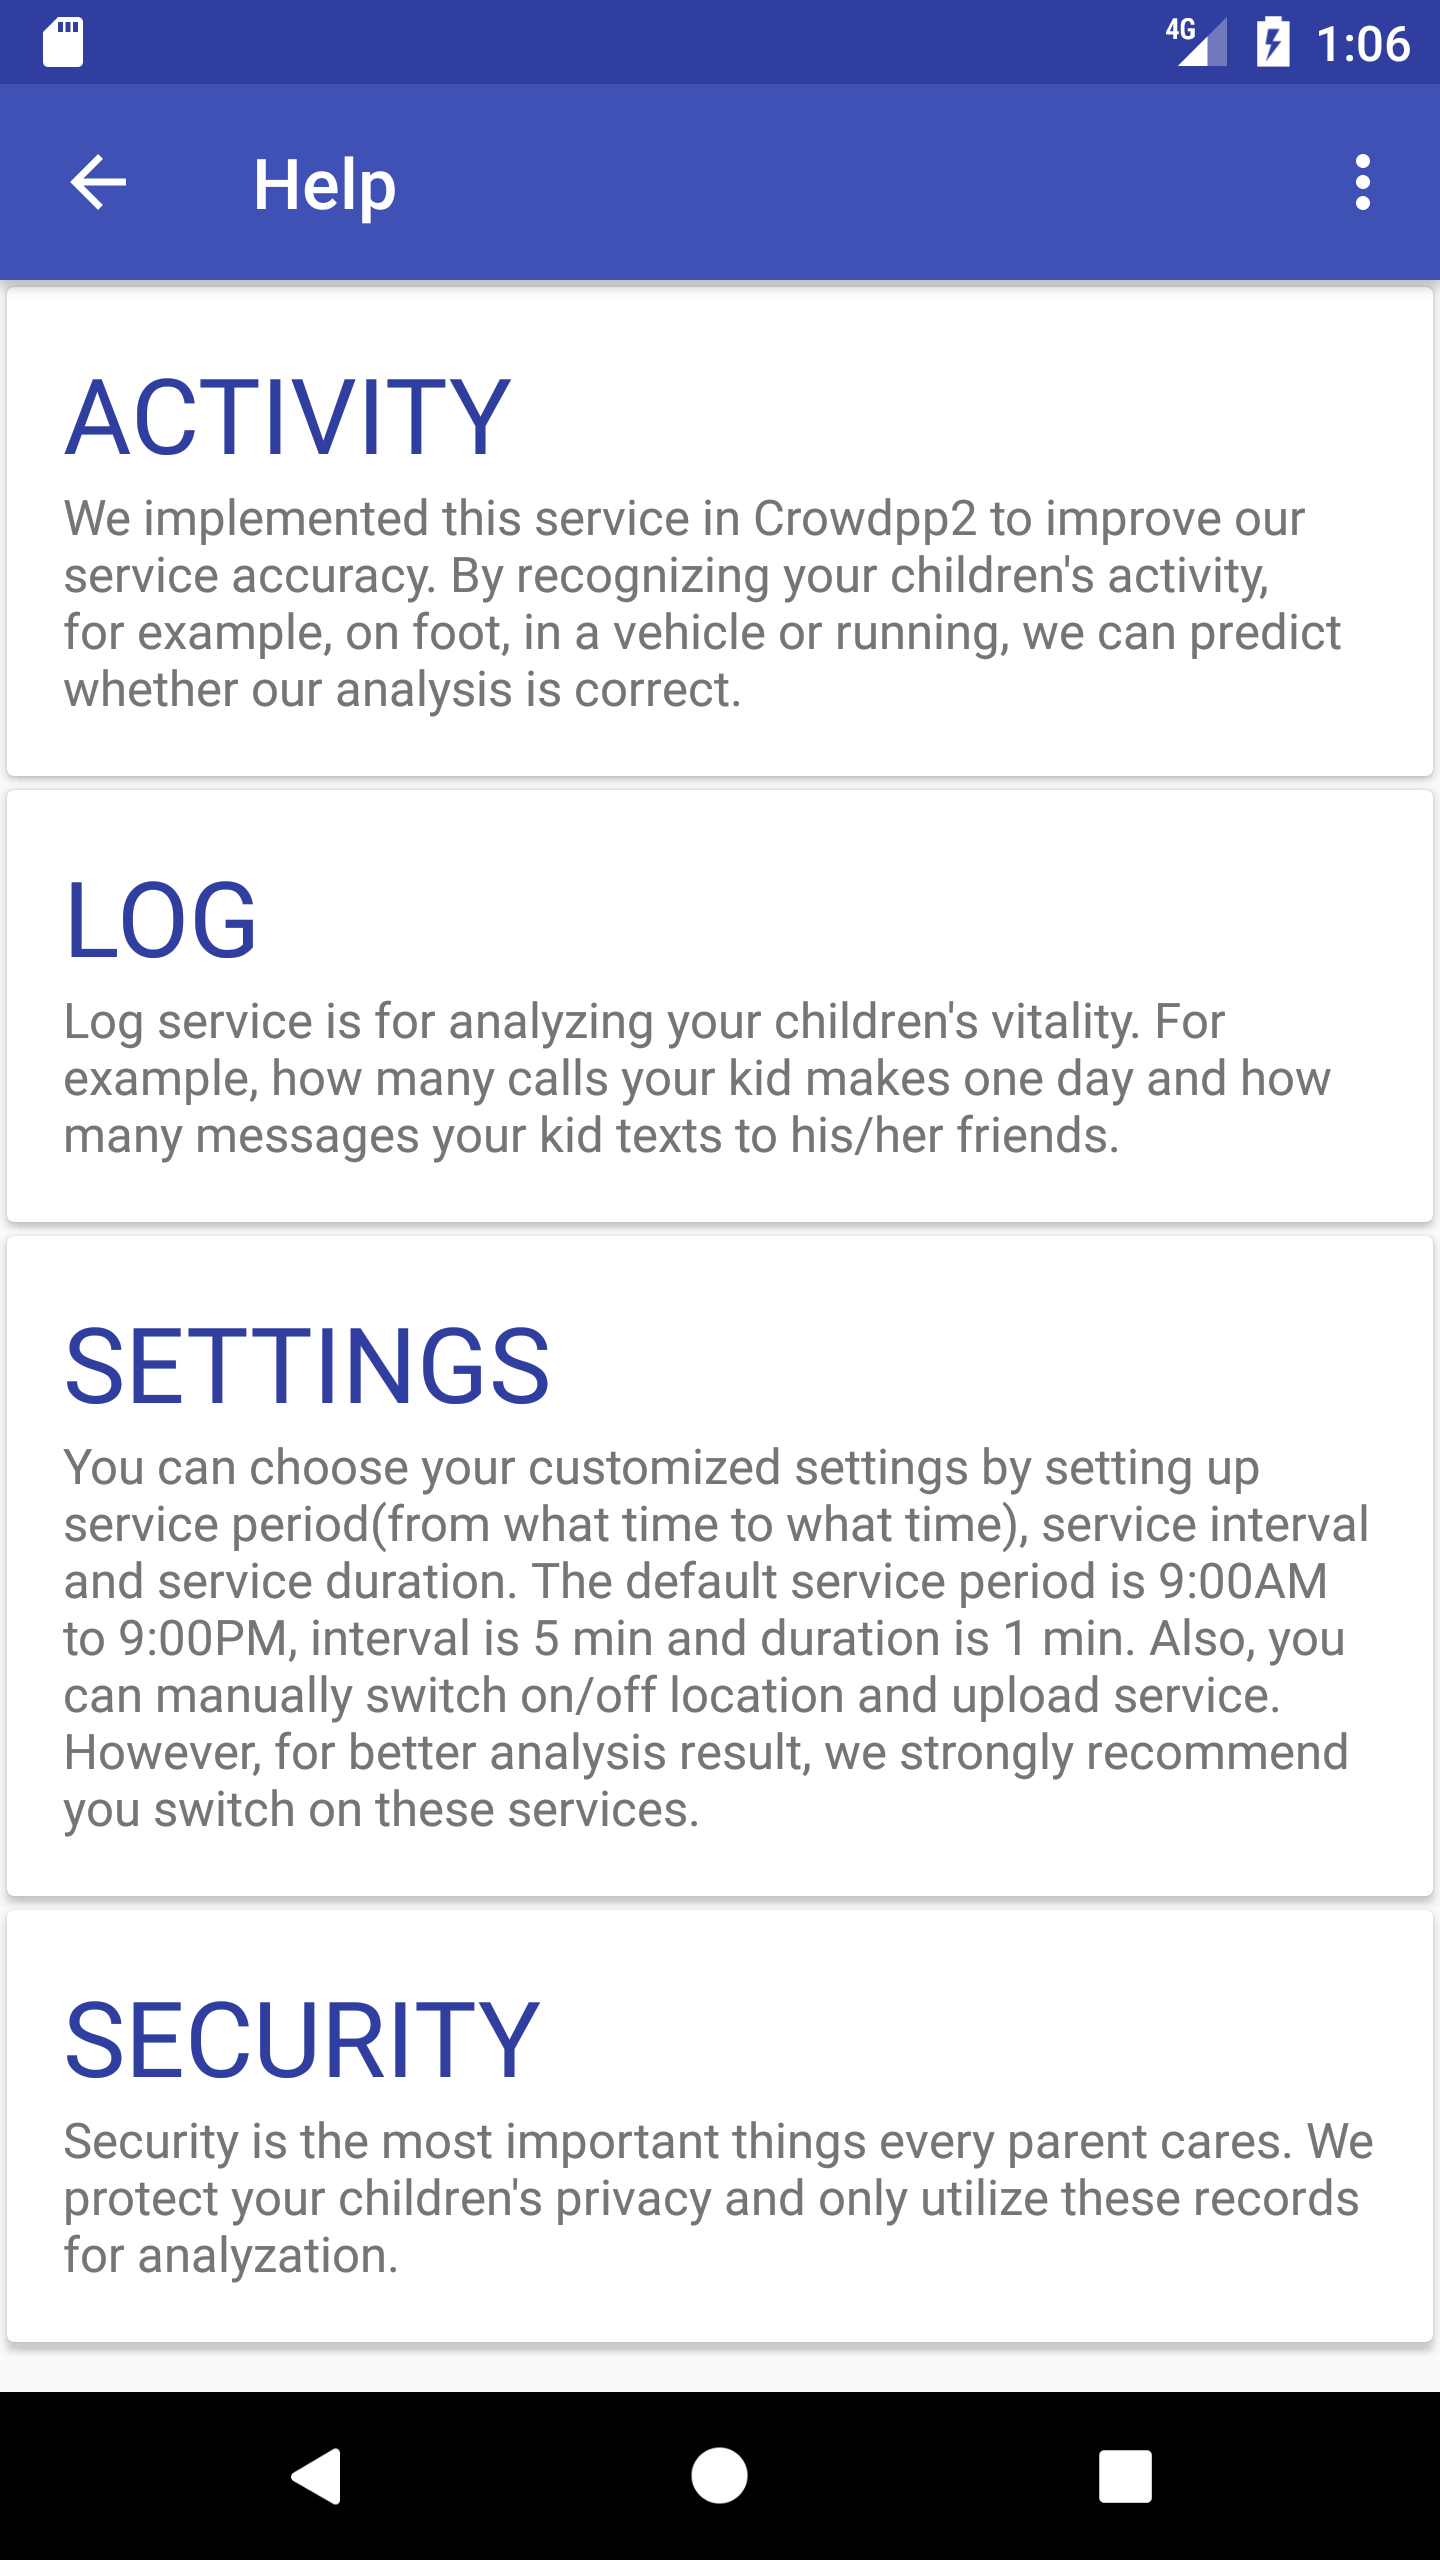 4G 1:06
Help
ACTIVITY
We implemented this service in Crowdpp2 to improve our
service accuracy. By recognizing your children's activity,
for example, on foot, in a vehicle or running, we can predict
whether our analysis is correct.
LOG
Log service is for analyzing your children's vitality. For
example, how many calls your kid makes one day and how
many messages your kid texts to his/her friends.
SETTINGS
You can choose your customized settings by setting up
service period(from what time to what time), service interval
and service duration. The default service period is 9:00AM
to 9:00PM, interval is 5 min and duration is 1 min. Also, you
can manually switch on/off location and upload service.
However, for better analysis result, we strongly recommend
you switch on these services.
SECURITY
Security is the most important things every parent cares. We
protect your children's privacy and only utilize these records
for analyzation.